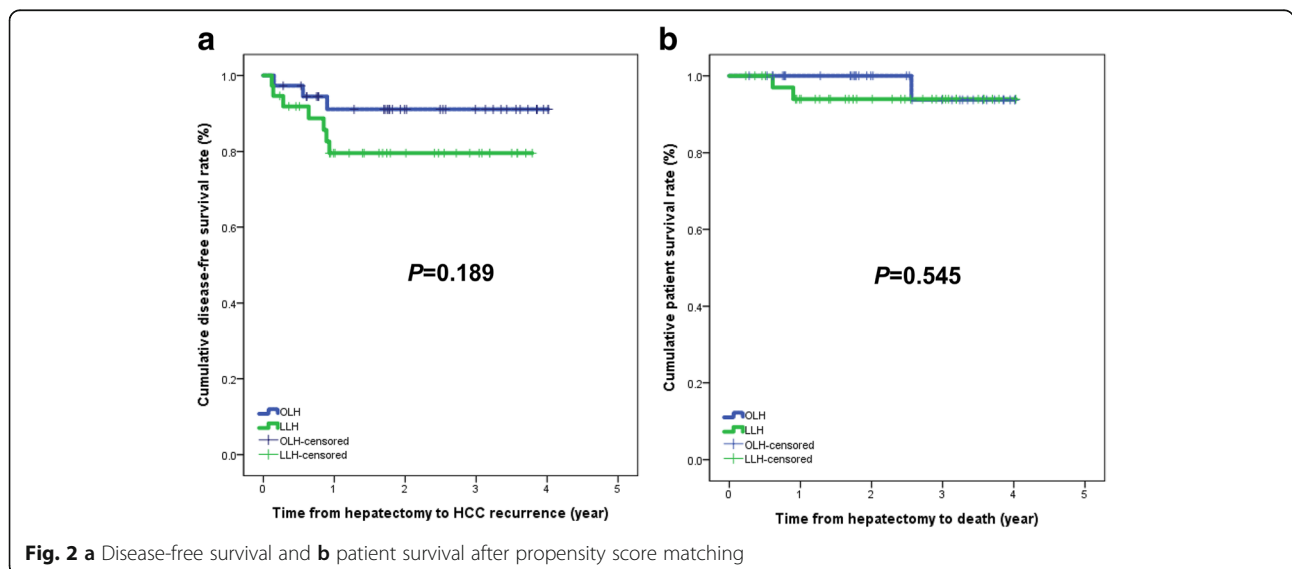 a
Cumulative disease-free survival rate (%)
1.0
0.8
0.6
0.4
0.2
0.0
P=0.189
OLH
LLH
OLH-censored
LLH-censored
0 1 2 3 4 5
Time from hepatectomy to HCC recurrence (year)
b
Cumulative patient survival rate (%)
1.0
0.8
0.6
0.4
0.2
0.0
P=0.545
OLH
LLH
OLH-censored
LLH-censored
0 1 2 3 4 5
Time from hepatectomy to death (year)
Fig. 2 a Disease-free survival and b patient survival after propensity score matching